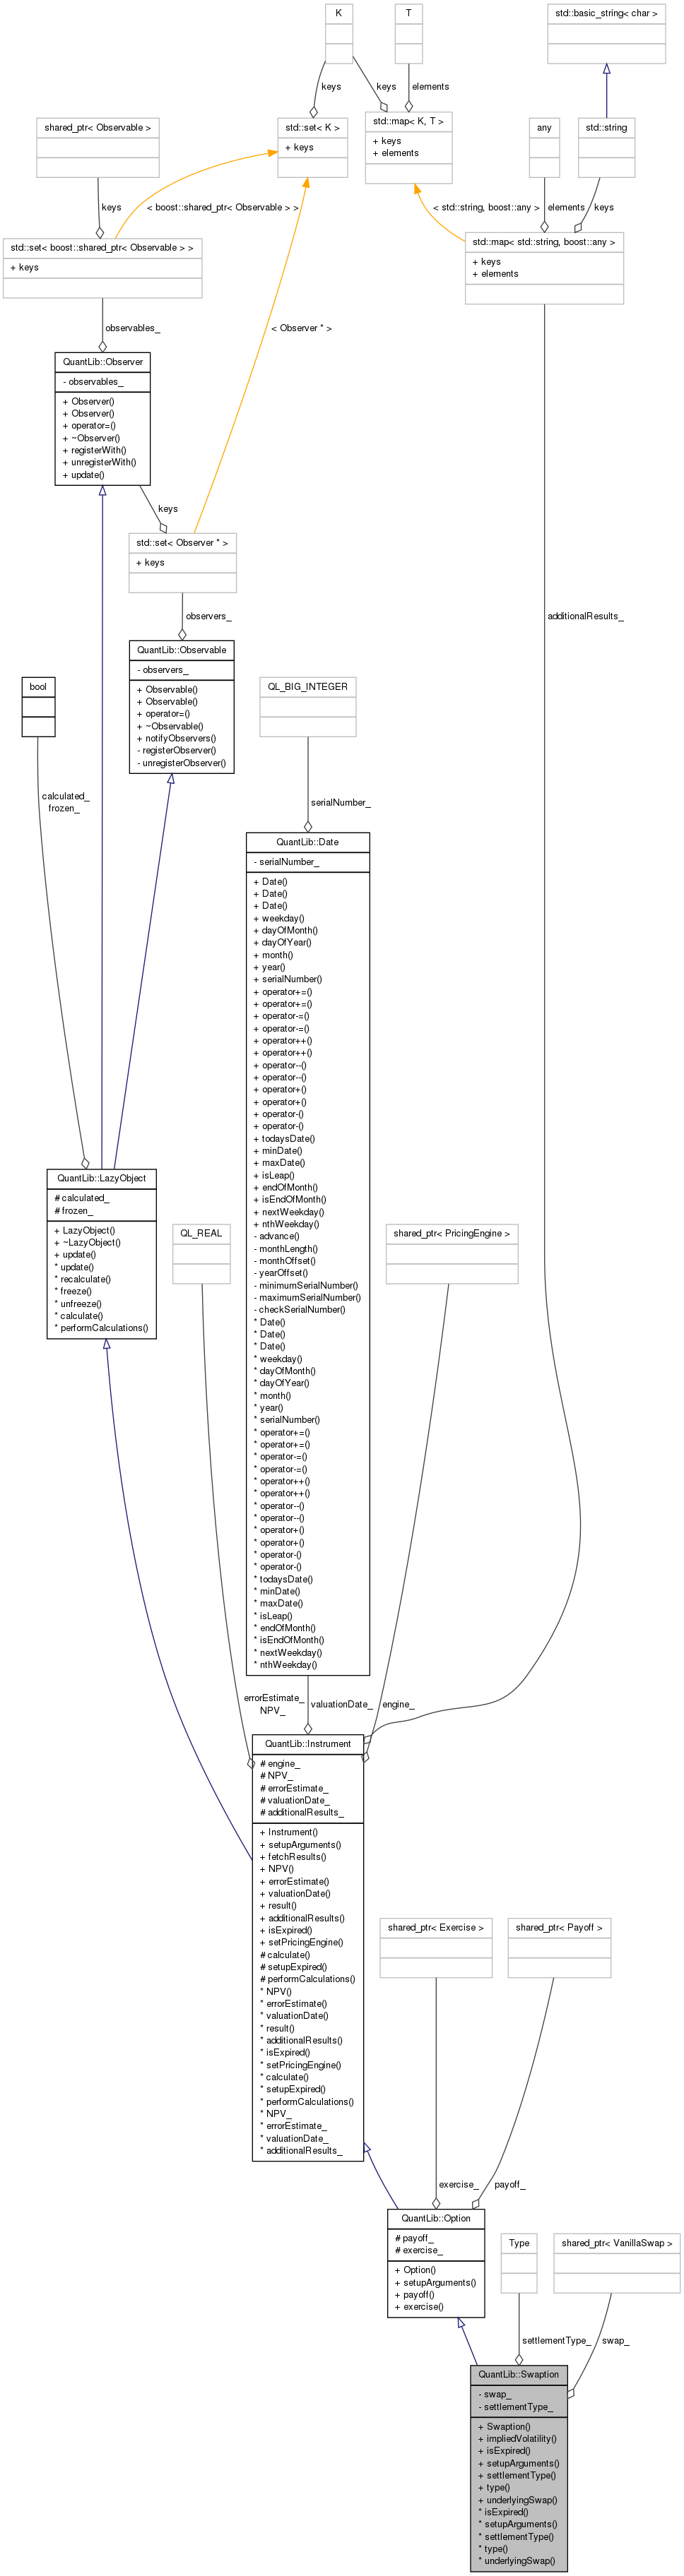 K
T
std::basic_string< char >
keys
keys
elements
shared_ptr< Observable >
std::set< K >
+ keys
std::map< K, T >
+ keys
+ elements
any
std::string
keys
< boost::shared_ptr< Observable > >
< std::string, boost::any >
elements
keys
std::set< boost::shared_ptr< Observable > >
+ keys
std::map< std::string, boost::any >
+ keys
+ elements
observables_
< Observer * >
QuantLib::Observer
- observables_
+ Observer()
+ Observer()
+ operator=()
+ ~Observer()
+ registerWith()
+ unregisterWith()
+ update()
keys
std::set< Observer * >
+ keys
observers_
additionalResults_
QuantLib::Observable
- observers_
+ Observable()
+ Observable()
+ operator=()
+ ~Observable()
+ notifyObservers()
- registerObserver()
- unregisterObserver()
bool
QL_BIG_INTEGER
calculated_
frozen_
serialNumber_
QuantLib::Date
- serialNumber_
+ Date()
+ Date()
+ Date()
+ weekday()
+ dayOfMonth()
+ dayOfYear()
+ month()
+ year()
+ serialNumber()
+ operator+=()
+ operator+=()
+ operator-=()
+ operator-=()
+ operator++()
+ operator++()
+ operator--()
+ operator--()
+ operator+()
+ operator+()
+ operator-()
+ operator-()
+ todaysDate()
+ minDate()
+ maxDate()
+ isLeap()
+ endOfMonth()
+ isEndOfMonth()
+ nextWeekday()
+ nthWeekday()
- advance()
- monthLength()
- monthOffset()
- yearOffset()
- minimumSerialNumber()
- maximumSerialNumber()
- checkSerialNumber()
* Date()
* Date()
* Date()
* weekday()
* dayOfMonth()
* dayOfYear()
* month()
* year()
* serialNumber()
* operator+=()
* operator+=()
* operator-=()
* operator-=()
* operator++()
* operator++()
* operator--()
* operator--()
* operator+()
* operator+()
* operator-()
* operator-()
* todaysDate()
* minDate()
* maxDate()
* isLeap()
* endOfMonth()
* isEndOfMonth()
* nextWeekday()
* nthWeekday()
QuantLib::LazyObject
# calculated_
# frozen_
+ LazyObject()
+ ~LazyObject()
+ update()
* update()
* recalculate()
* freeze()
* unfreeze()
* calculate()
* performCalculations()
QL_REAL
shared_ptr< PricingEngine >
errorEstimate_
NPV_
valuationDate_
engine_
QuantLib::Instrument
# engine_
# NPV_
# errorEstimate_
# valuationDate_
# additionalResults_
+ Instrument()
+ setupArguments()
+ fetchResults()
+ NPV()
+ errorEstimate()
+ valuationDate()
+ result()
+ additionalResults()
+ isExpired()
+ setPricingEngine()
# calculate()
# setupExpired()
# performCalculations()
* NPV()
* errorEstimate()
* valuationDate()
* result()
* additionalResults()
* isExpired()
* setPricingEngine()
* calculate()
* setupExpired()
* performCalculations()
* NPV_
* errorEstimate_
* valuationDate_
* additionalResults_
shared_ptr< Exercise >
shared_ptr< Payoff >
exercise_
payoff_
QuantLib::Option
# payoff_
# exercise_
+ Option()
+ setupArguments()
+ payoff()
+ exercise()
Type
shared_ptr< VanillaSwap >
settlementType_
swap_
QuantLib::Swaption
- swap_
- settlementType_
+ Swaption()
+ impliedVolatility()
+ isExpired()
+ setupArguments()
+ settlementType()
+ type()
+ underlyingSwap()
* isExpired()
* setupArguments()
* settlementType()
* type()
* underlyingSwap()